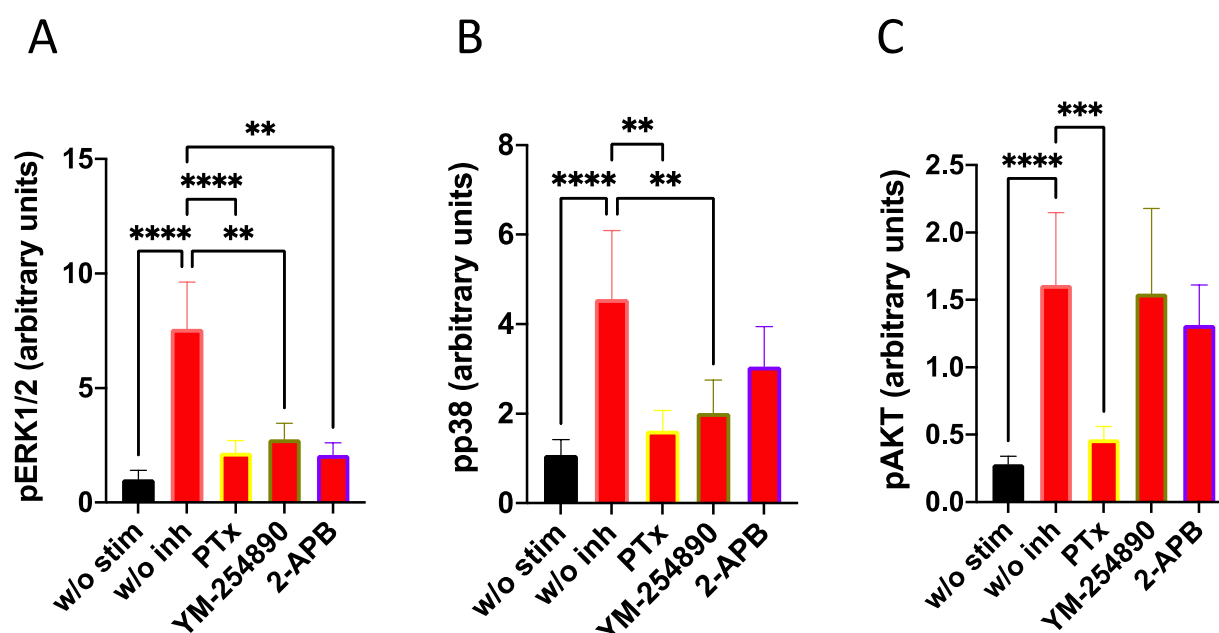 A
pERK1/2 (arbitrary units)
15
10
5
0
**
****
****
**
w/o stim
w/o inh
PTx
YM-254890
2-APB
B
pp38 (arbitrary units)
8
6
4
2
0
**
****
**
w/o stim
w/o inh
PTx
YM-254890
2-APB
C
pAKT (arbitrary units)
2.5
2.0
1.5
1.0
0.5
0.0
***
****
w/o stim
w/o inh
PTx
YM-254890
2-APB